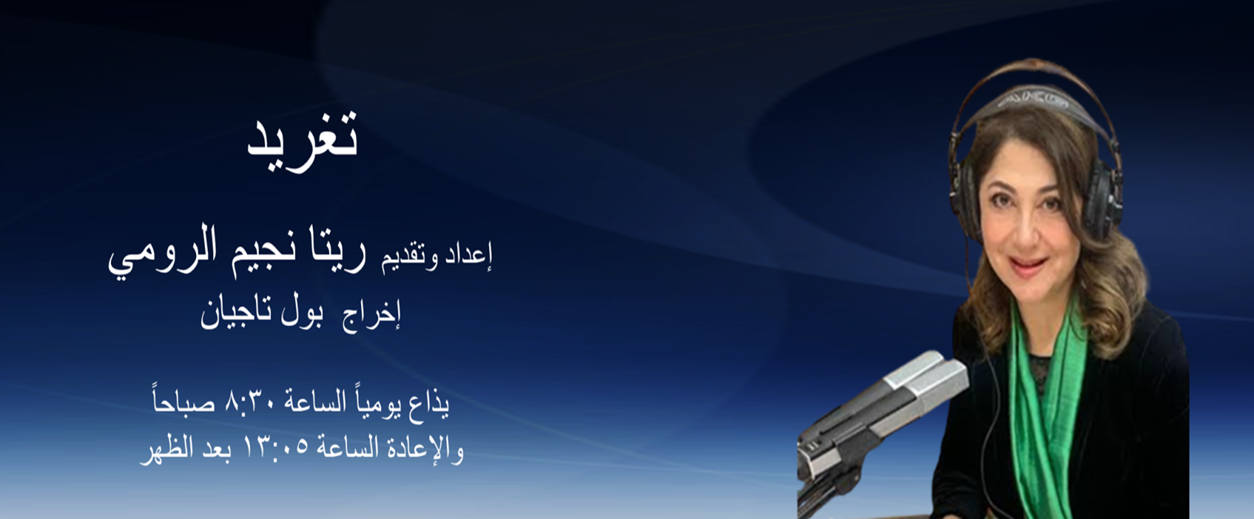 تغريد
إعداد وتقديم ريتا نجيم الرومي
إخراج بول تاجيان
يذاع يومياً الساعة ٨:٣٠ صباحاً
والإعادة الساعة ١٣:٠٥ بعد الظهر